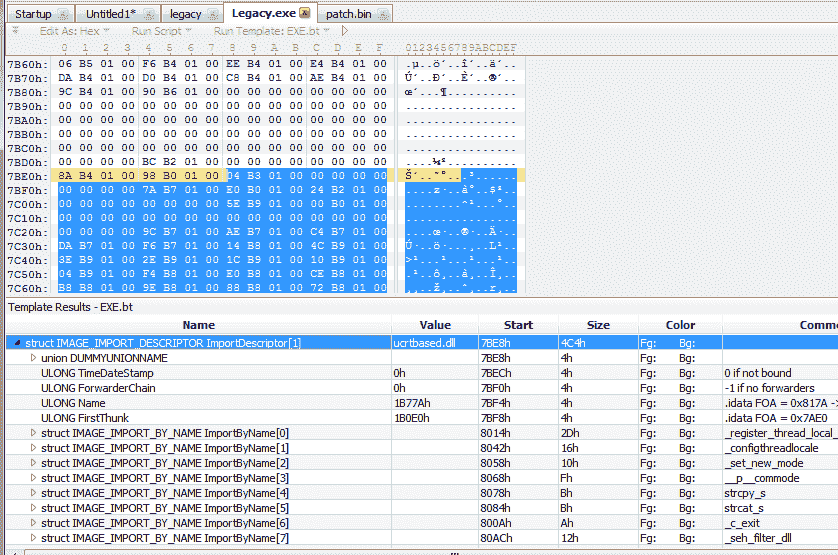 Startup Untitled1* legacy Legacy.exe patch.bin
Edit As: Hex Run Script Run Template: EXE.bt
0 1 2 3 4 5 6 7 8 9 A B C D E F 0123456789ABCDEF
7B60h: 06 B5 01 00 F6 B4 01 00 EE B4 01 00 E4 B4 01 00 .µ..ö´..î´..ä´..
7B70h: DA B4 01 00 D0 B4 01 00 C8 B4 01 00 AE B4 01 00 Ú´..Ð´..È´..®´..
7B80h: 9C B4 01 00 90 B6 01 00 00 00 00 00 00 00 00 00 œ´...¶..........
7B90h: 00 00 00 00 00 00 00 00 00 00 00 00 00 00 00 00 ................
7BA0h: 00 00 00 00 00 00 00 00 00 00 00 00 00 00 00 00 ................
7BB0h: 00 00 00 00 00 00 00 00 00 00 00 00 00 00 00 00 ................
7BC0h: 00 00 00 00 00 00 00 00 00 00 00 00 00 00 00 00 ................
7BD0h: 00 00 00 00 BC B2 01 00 00 00 00 00 00 00 00 00 ....¼²..........
7BE0h: 8A B4 01 00 98 B0 01 00 04 B3 01 00 00 00 00 00 Š´..˜°...³......
7BF0h: 00 00 00 00 7A B7 01 00 E0 B0 01 00 24 B2 01 00 ....z·..à°..$²..
7C00h: 00 00 00 00 00 00 00 00 5E B9 01 00 00 B0 01 00 ........^¹...°..
7C10h: 00 00 00 00 00 00 00 00 00 00 00 00 00 00 00 00 ................
7C20h: 00 00 00 00 9C B7 01 00 AE B7 01 00 C4 B7 01 00 ....œ·..®·..Ä·..
7C30h: DA B7 01 00 F6 B7 01 00 14 B8 01 00 4C B9 01 00 Ú·..ö·...¸..L¹..
7C40h: 3E B9 01 00 2E B9 01 00 1C B9 01 00 10 B9 01 00 >¹...¹...¹...¹..
7C50h: 04 B9 01 00 F4 B8 01 00 E0 B8 01 00 CE B8 01 00 .¹..ô¸..à¸..Î¸..
7C60h: B8 B8 01 00 9E B8 01 00 88 B8 01 00 72 B8 01 00 ¸¸..ž¸..ˆ¸..r¸..
Template Results - EXE.bt
Name Value Start Size Color Comme
struct IMAGE_IMPORT_DESCRIPTOR ImportDescriptor[1] ucrtbased.dll 7BE8h 4C4h Fg: Bg:
union DUMMYUNIONNAME 7BE8h 4h Fg: Bg:
ULONG TimeDateStamp 0h 7BECh 4h Fg: Bg: 0 if not bound
ULONG ForwarderChain 0h 7BF0h 4h Fg: Bg: -1 if no forwarders
ULONG Name 1B77Ah 7BF4h 4h Fg: Bg: .idata FOA = 0x817A ->
ULONG FirstThunk 1B0E0h 7BF8h 4h Fg: Bg: .idata FOA = 0x7AE0
struct IMAGE_IMPORT_BY_NAME ImportByName[0] 8014h 2Dh Fg: Bg: _register_thread_local_
struct IMAGE_IMPORT_BY_NAME ImportByName[1] 8042h 16h Fg: Bg: _configthreadlocale
struct IMAGE_IMPORT_BY_NAME ImportByName[2] 8058h 10h Fg: Bg: _set_new_mode
struct IMAGE_IMPORT_BY_NAME ImportByName[3] 8068h Fh Fg: Bg: __p__commode
struct IMAGE_IMPORT_BY_NAME ImportByName[4] 8078h Bh Fg: Bg: strcpy_s
struct IMAGE_IMPORT_BY_NAME ImportByName[5] 8084h Bh Fg: Bg: strcat_s
struct IMAGE_IMPORT_BY_NAME ImportByName[6] 800Ah Ah Fg: Bg: _c_exit
struct IMAGE_IMPORT_BY_NAME ImportByName[7] 80ACh 12h Fg: Bg: _seh_filter_dll